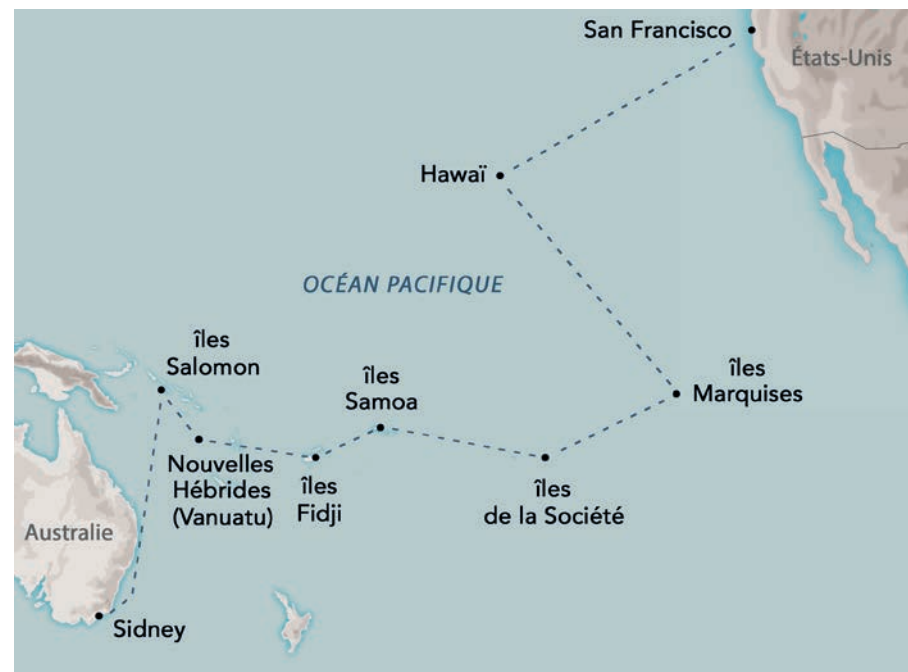 San Francisco
États-Unis
Hawaï
OCÉAN PACIFIQUE
îles
Salomon
îles
Samoa
îles
Marquises
Nouvelles
Hébrides
(Vanuatu)
îles
Fidji
îles
de la Société
Australie
Sidney